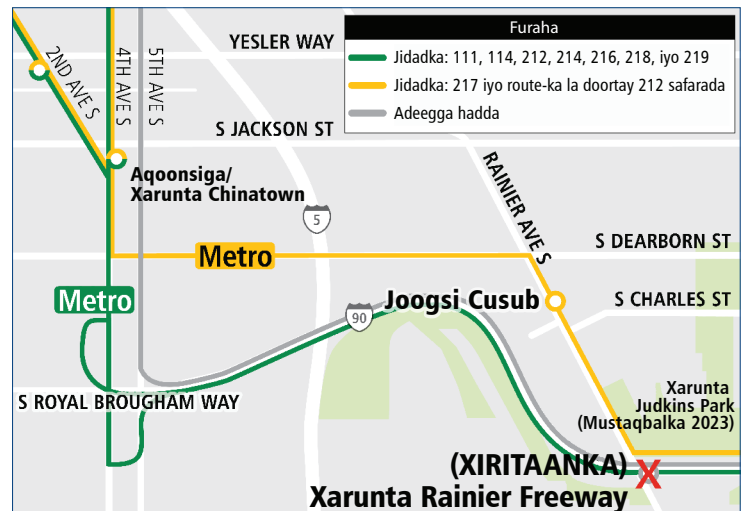 Furaha
Jidadka: 111, 114, 212, 214, 216, 218, iyo 219
Jidadka: 217 iyo route-ka la doortay 212 safarada
Adeegga hadda
YESLER WAY
2ND AVE S
4TH AVE S
5TH AVE S
S JACKSON ST
Aqoonsiga/
Xarunta Chinatown
5
RAINIER AVE S
S DEARBORN ST
Metro
Metro
Joogsi Cusub
S CHARLES ST
90
S ROYAL BROUGHAM WAY
Xarunta
Judkins Park
(Mustaqbalka 2023)
(XIRITAANKA)
Xarunta Rainier Freeway